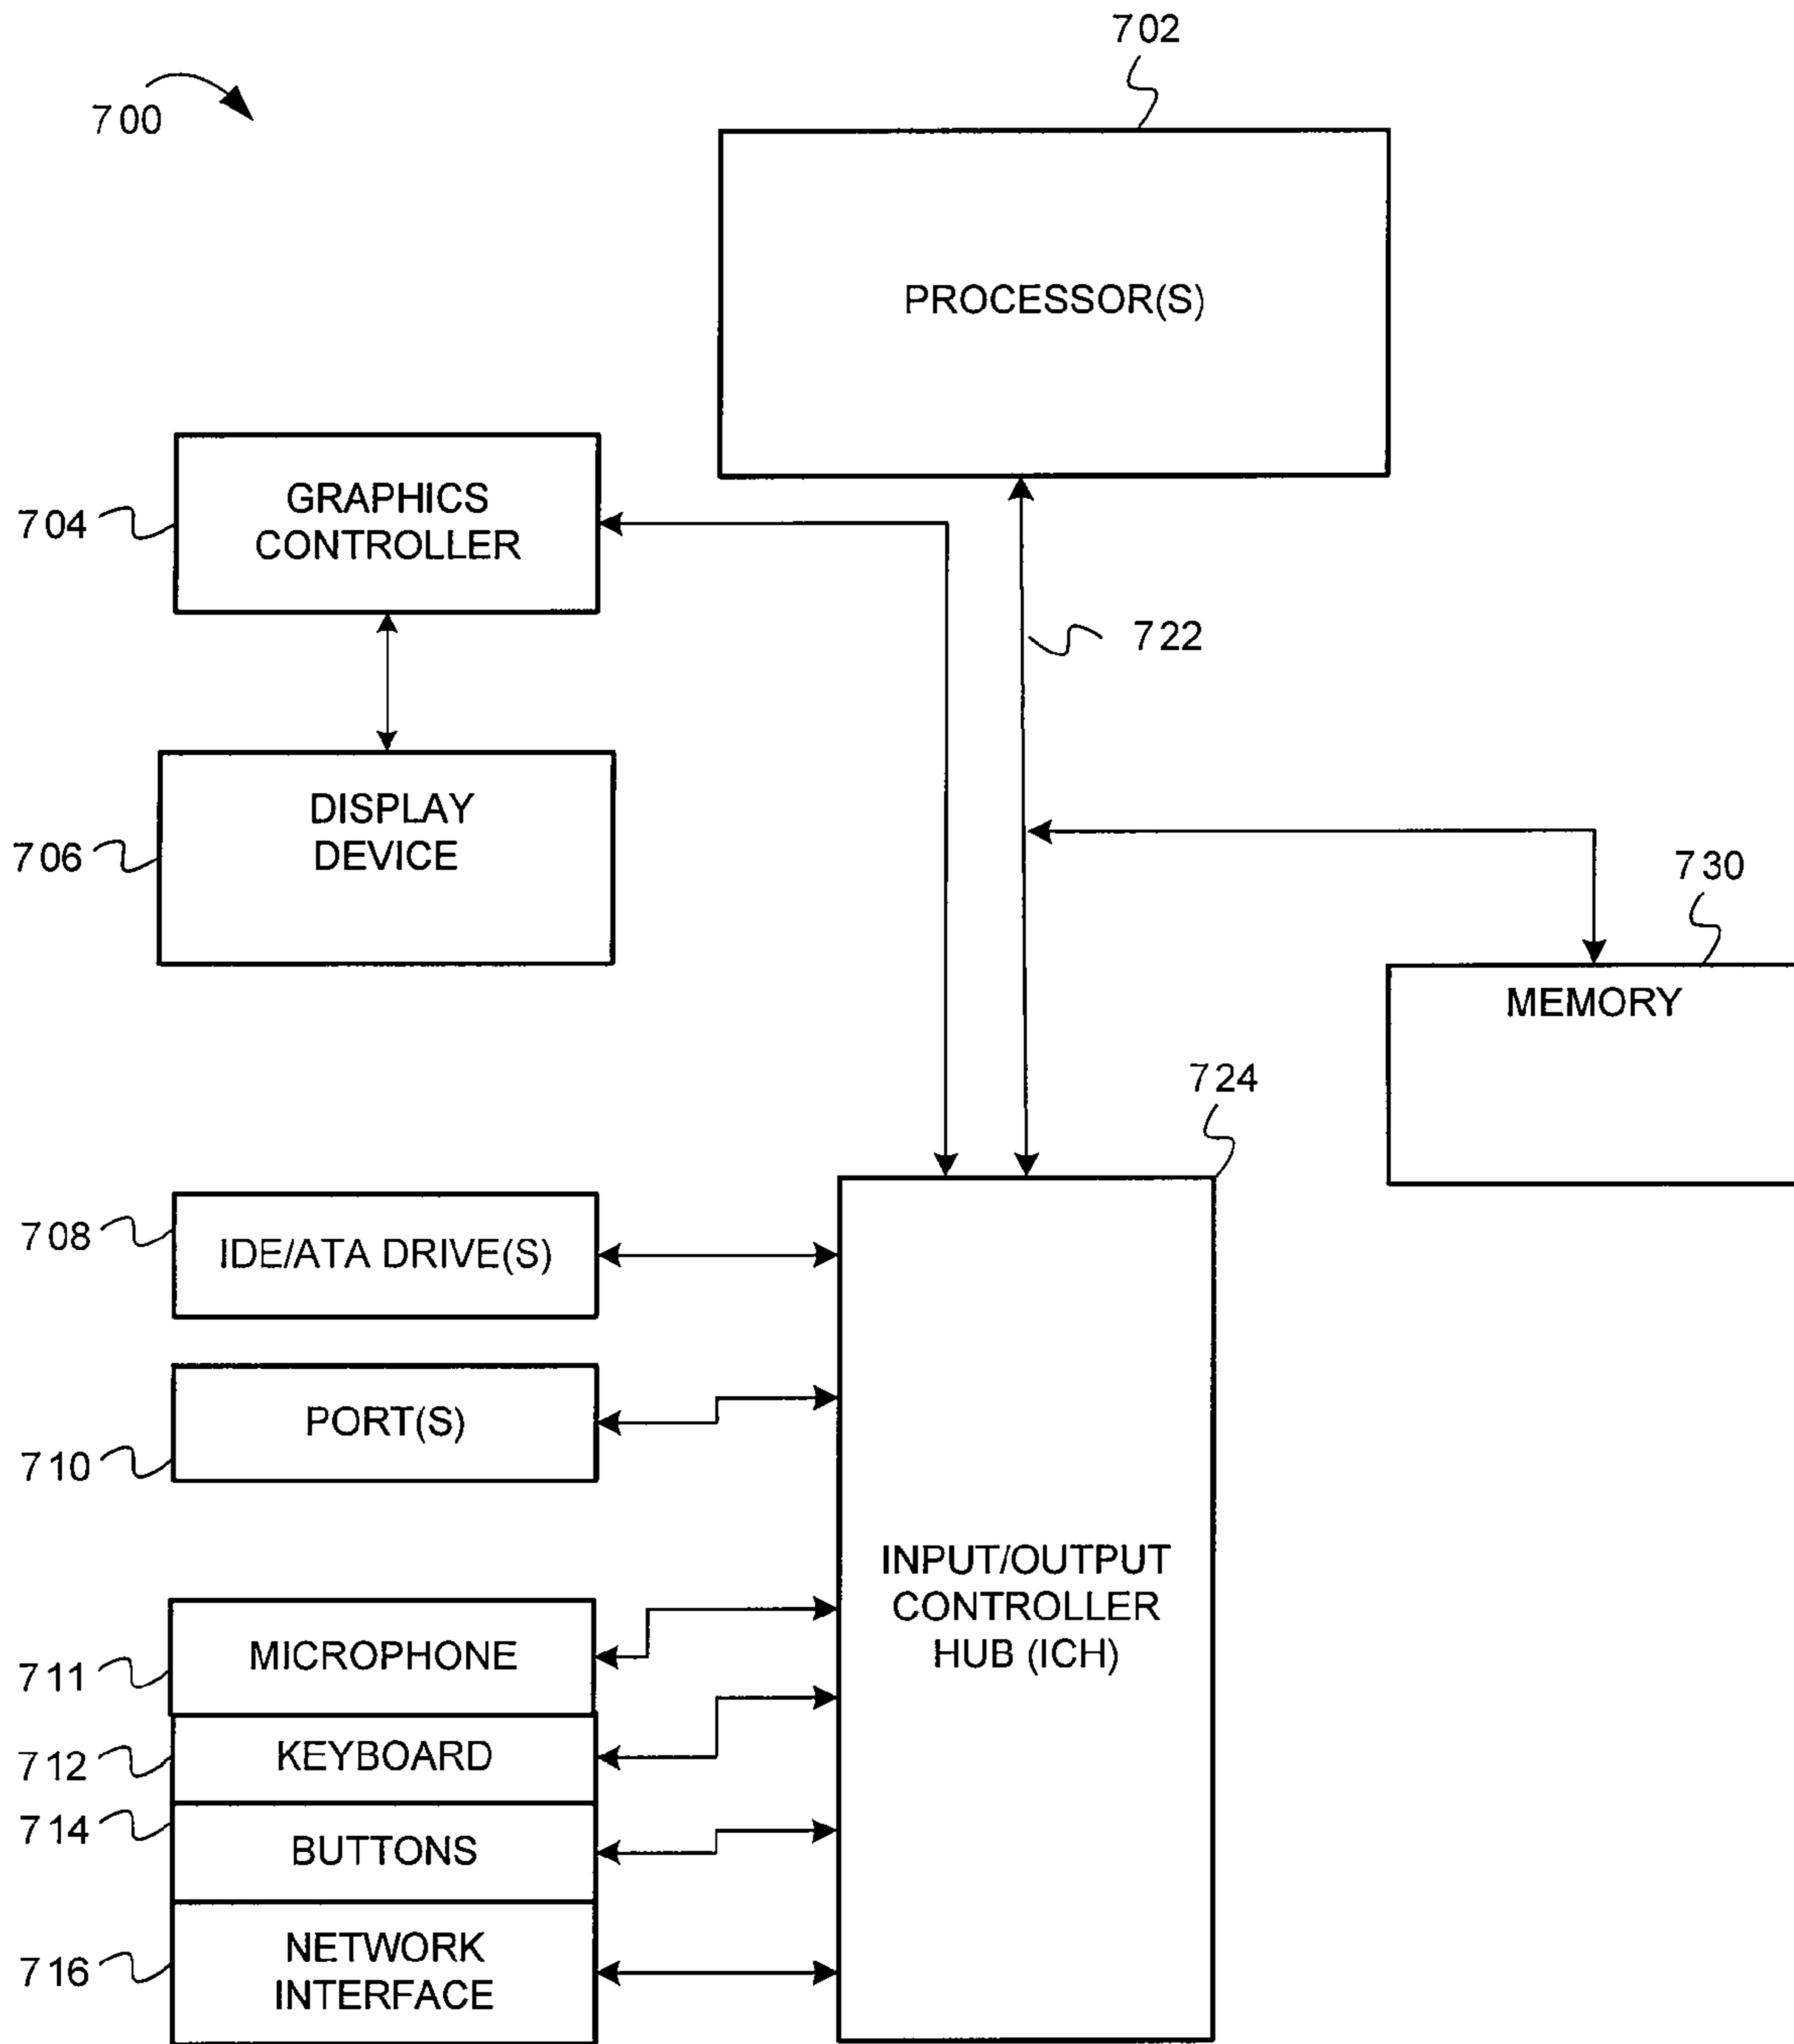 702
700
PROCESSOR(S)
GRAPHICS
CONTROLLER
704
722
DISPLAY
DEVICE
706
730
MEMORY
724
708
IDE/ATA DRIVE(S)
PORT(S)
710
INPUT/OUTPUT
CONTROLLER
HUB (ICH)
MICROPHONE
711
KEYBOARD
712
714
BUTTONS
NETWORK
INTERFACE
716